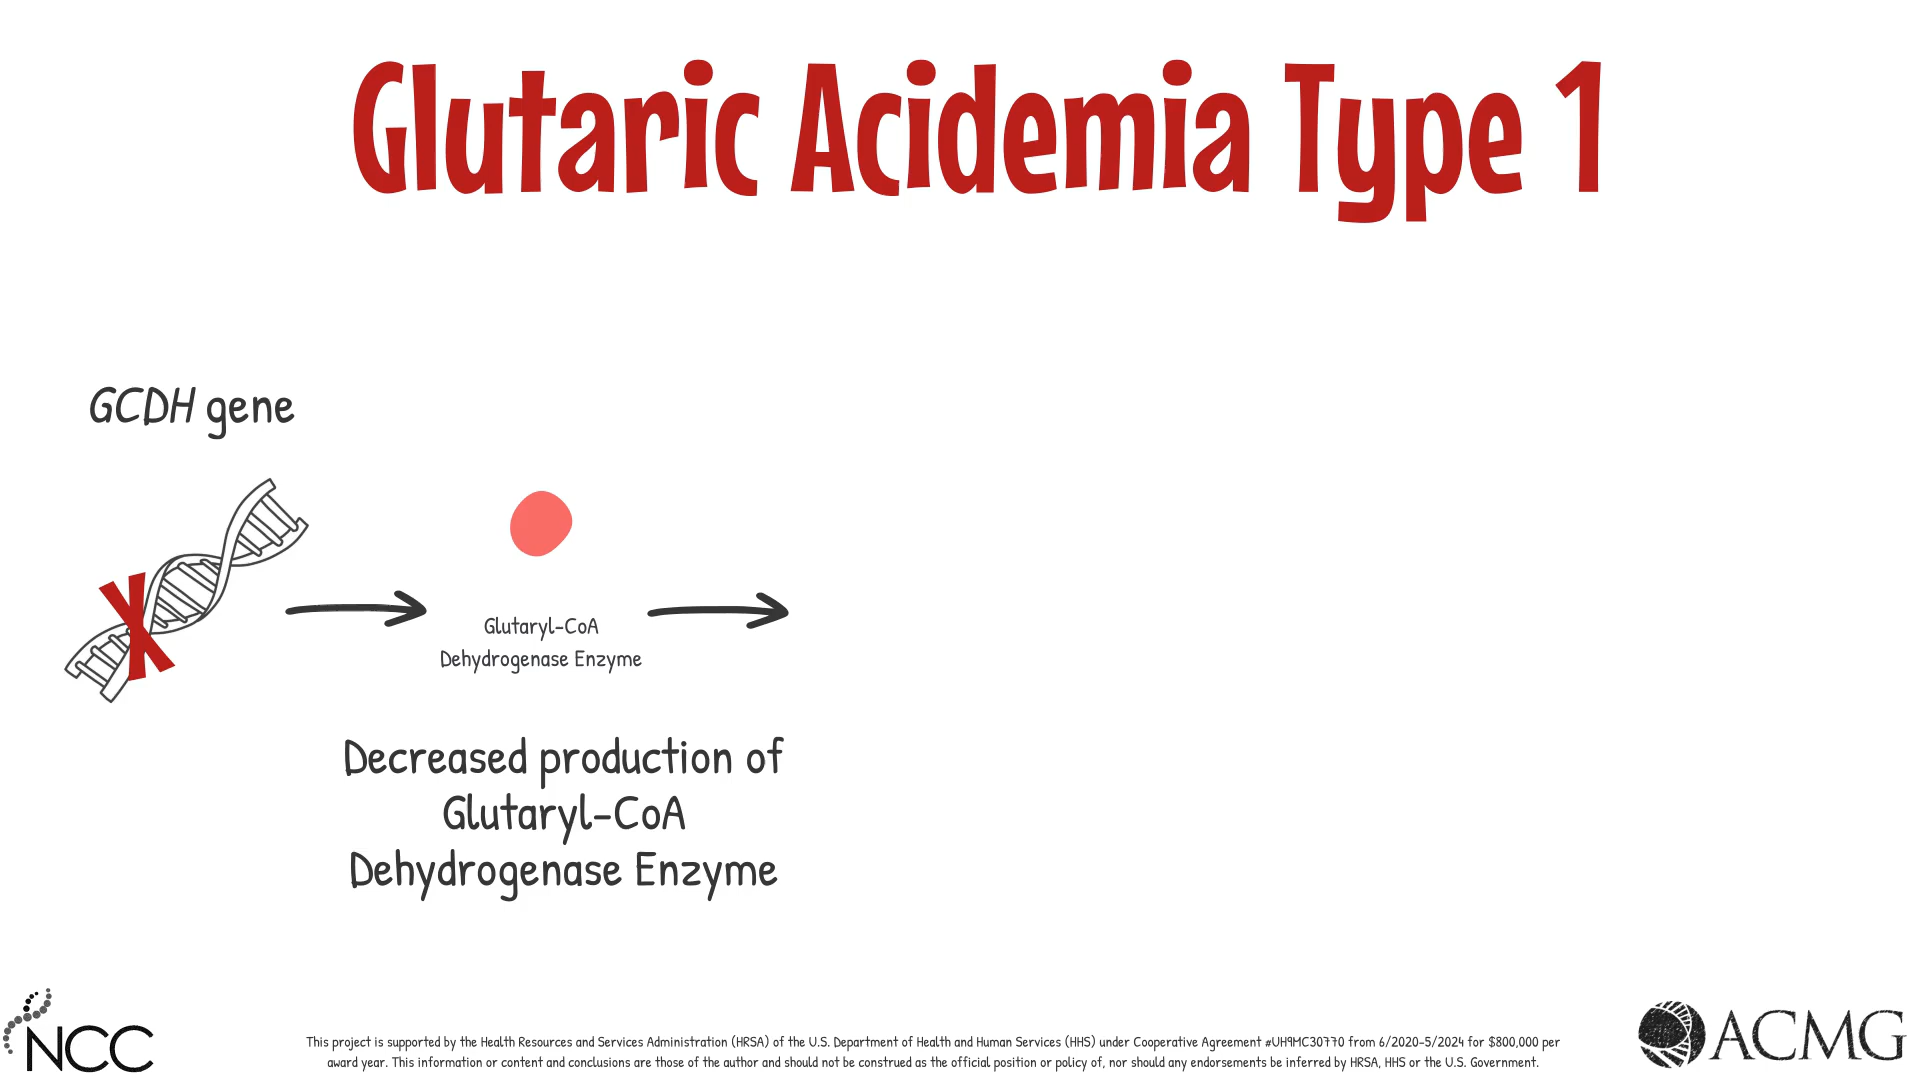 Glutaric Acidemia Type 1
GCDH gene
Glutaryl-CoA
Dehydrogenase Enzyme
Decreased production of
Glutaryl-CoA
Dehydrogenase Enzyme
NCC
This project is supported by the Health Resources and Services Administration (HRSA) of the U.S. Department of Health and Human Services (HHS) under Cooperative Agreement #UH9MC30770 from 6/2020-5/2024 for $800,000 per
award year. This information or content and conclusions are those of the author and should not be construed as the official position or policy of, nor should any endorsements be inferred by HRSA, HHS or the U.S. Government.
ACMG